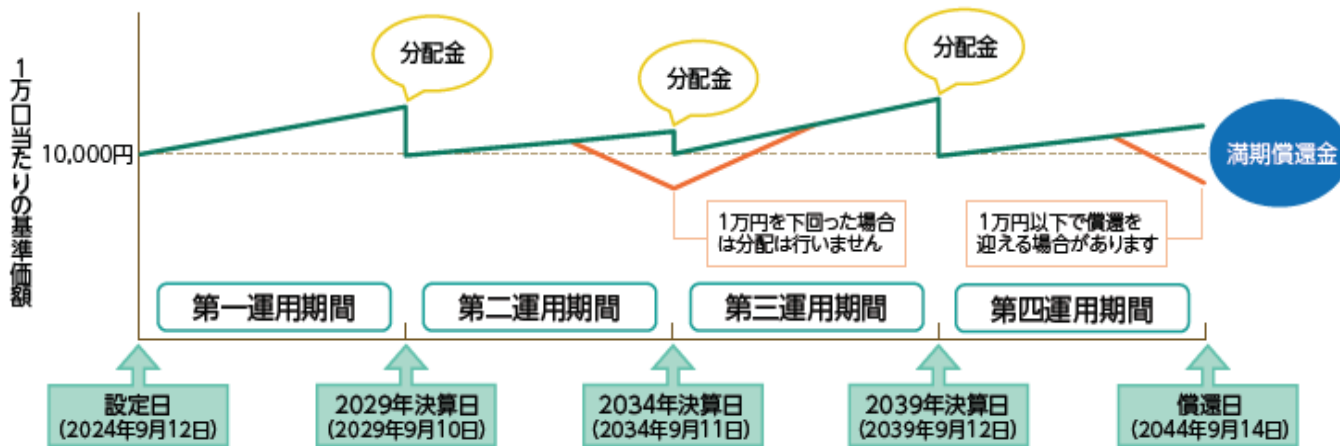 1万口当たりの基準価額
10,000円
分配金
分配金
分配金
満期償還金
1万円を下回った場合
は分配は行いません
1万円以下で償還を
迎える場合があります
第一運用期間
第二運用期間
第三運用期間
第四運用期間
設定日
(2024年9月12日)
2029年決算日
(2029年9月10日)
2034年決算日
(2034年9月11日)
2039年決算日
(2039年9月12日)
償還日
(2044年9月14日)